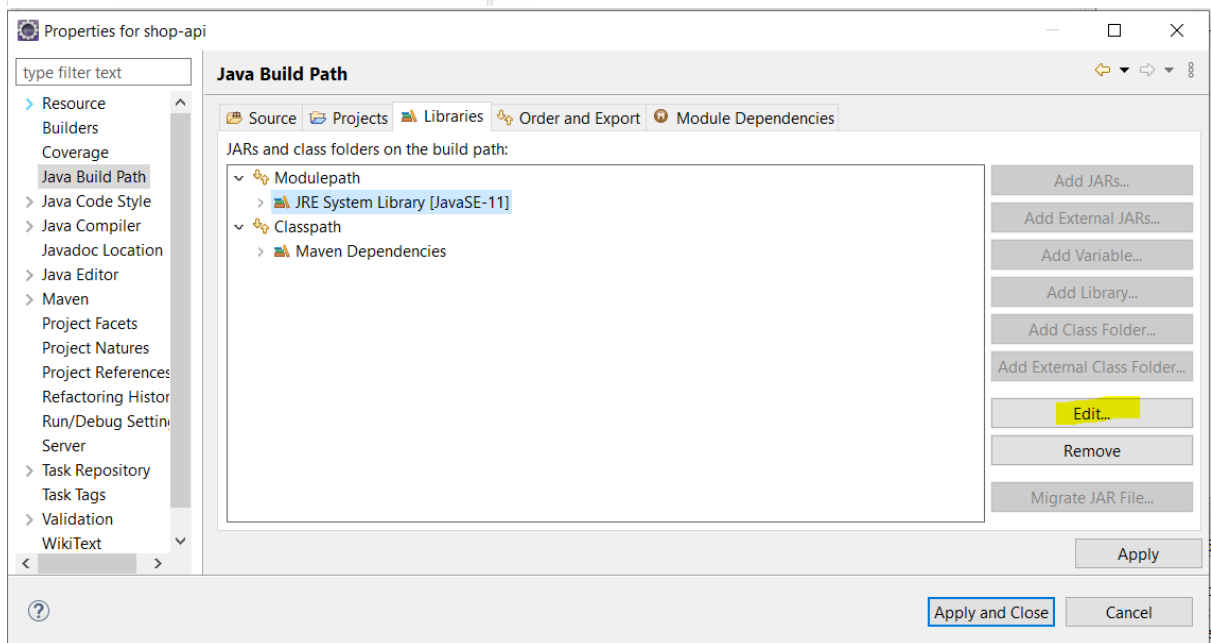 Properties for shop-api
type filter text
Resource
Builders
Coverage
Java Build Path
Java Code Style
Java Compiler
Javadoc Location
Java Editor
Maven
Project Facets
Project Natures
Project References
Refactoring Histor
Run/Debug Settin
Server
Task Repository
Task Tags
Validation
WikiText
Java Build Path
Source Projects Libraries Order and Export Module Dependencies
JARs and class folders on the build path:
Modulepath
JRE System Library [JavaSE-11]
Classpath
Maven Dependencies
Add JARs...
Add External JARs...
Add Variable...
Add Library...
Add Class Folder...
Add External Class Folder...
Edit...
Remove
Migrate JAR File...
Apply
Apply and Close
Cancel